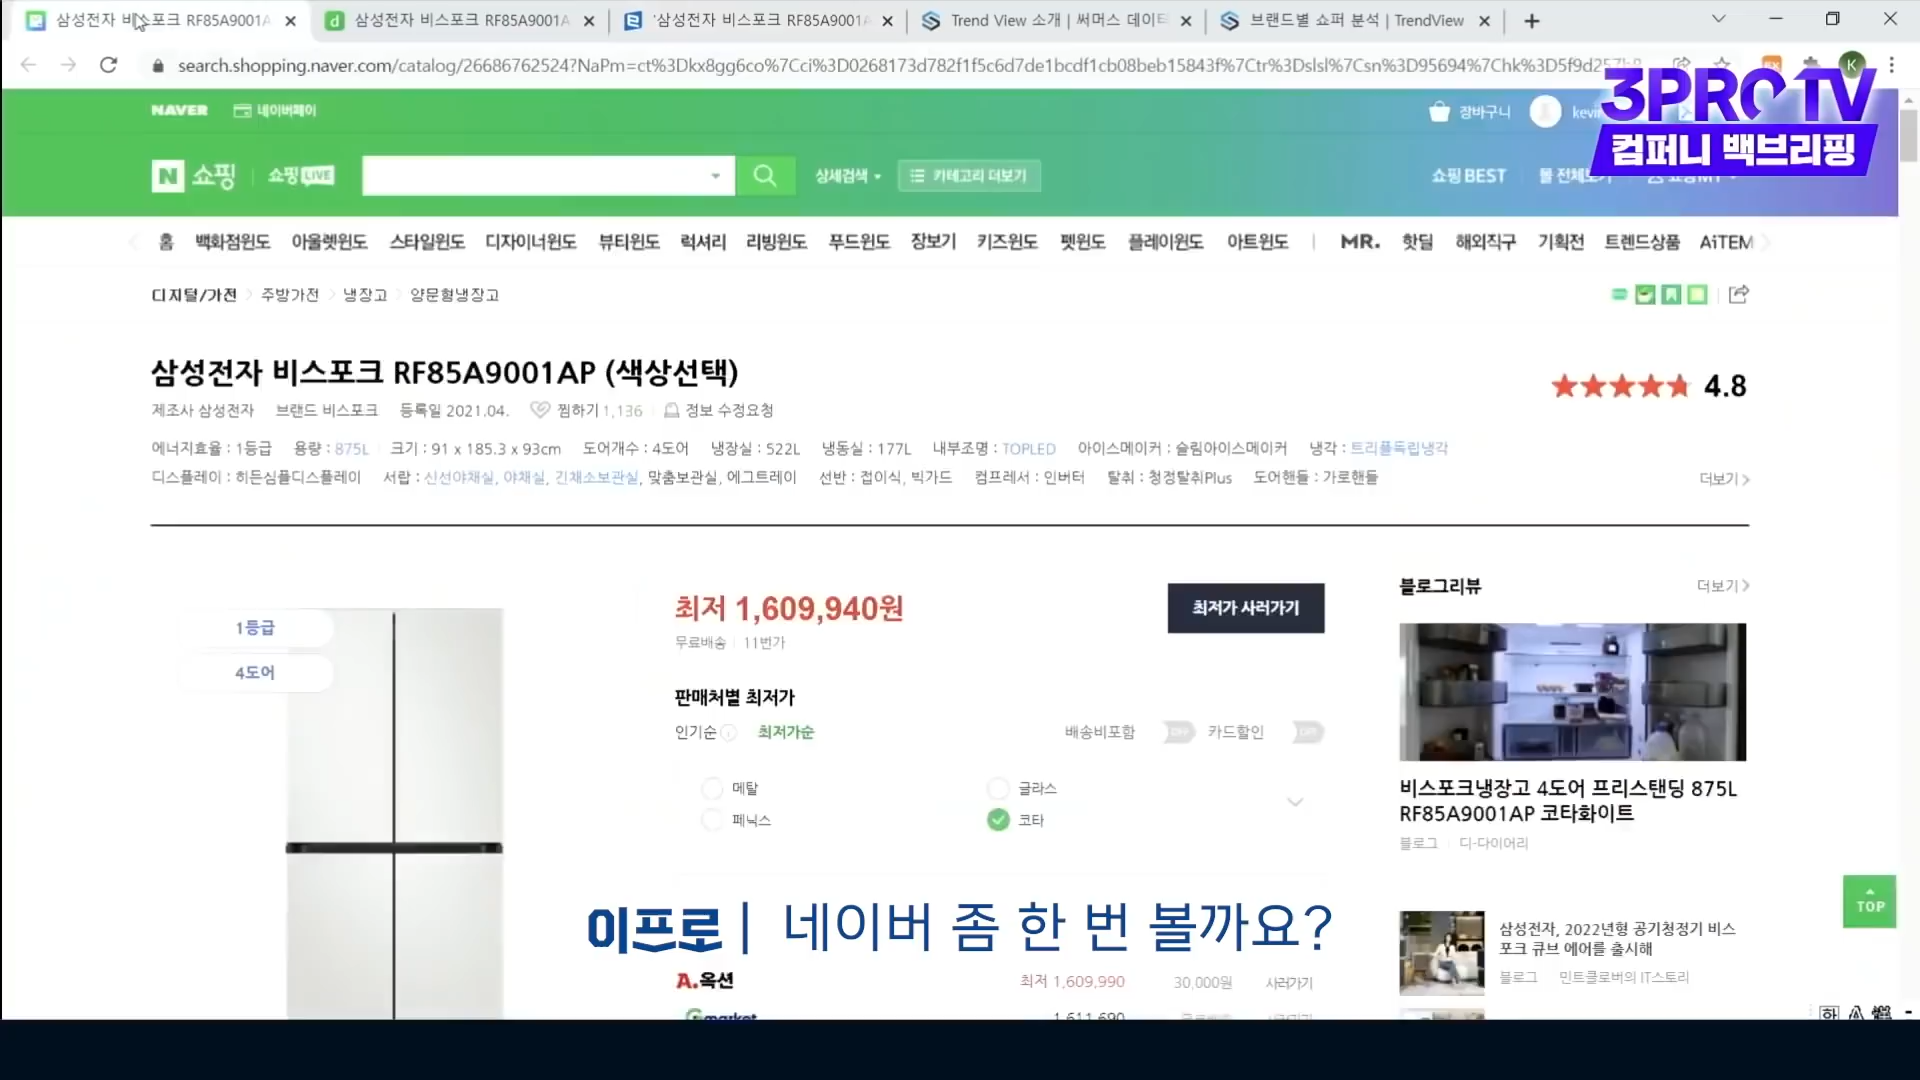 삼성전자 비스포크 RF85A9001A
삼성전자 비스포크 RF85A9001A
'삼성전자 비스포크 RF85A9001A
Trend View 소개 | 써머스 데이터
브랜드별 쇼퍼 분석 | TrendView
search.shopping.naver.com/catalog/26686762524?NaPm=ct%3Dkx8gg6co%7Cci%3D0268173d782f1f5c6d7de1bcdf1cb08beb15843f%7Ctr%3Dslsl%7Csn%3D95694%7Chk%3D5f9d257b8
K
3PRO TV
컴퍼니 백브리핑
NAVER 네이버페이
장바구니
N 쇼핑 쇼핑 LIVE
상세검색
카테고리 더보기
쇼핑 BEST
홈 백화점윈도 아울렛윈도 스타일윈도 디자이너윈도 뷰티윈도 럭셔리 리빙윈도 푸드윈도 장보기 키즈윈도 펫윈도 플레이윈도 아트윈도 MR. 핫딜 해외직구 기획전 트렌드상품 AiTEM
디지털/가전 주방가전 냉장고 양문형냉장고
삼성전자 비스포크 RF85A9001AP (색상선택)
4.8
제조사 삼성전자 브랜드 비스포크 등록일 2021.04. 찜하기 1,136 정보 수정요청
에너지효율 : 1등급 용량 : 875L 크기 : 91 x 185.3 x 93cm 도어개수 : 4도어 냉장실 : 522L 냉동실 : 177L 내부조명 : TOPLED 아이스메이커 : 슬림아이스메이커 냉각 : 트리플독립냉각
디스플레이 : 히든심플디스플레이 서랍 : 신선야채실, 야채실, 긴채소보관실, 맞춤보관실, 에그트레이 선반 : 접이식, 빅가드 컴프레서 : 인버터 탈취 : 청정탈취Plus 도어핸들 : 가로핸들
더보기
1등급
4도어
최저 1,609,940원
무료배송 11번가
최저가 사러가기
판매처별 최저가
인기순 최저가순
배송비포함 OFF 카드할인 OFF
메탈 글라스
페닉스 코타
블로그리뷰
더보기
비스포크냉장고 4도어 프리스탠딩 875L
RF85A9001AP 코타화이트
블로그 디-다이어리
TOP
이프로 | 네이버 좀 한 번 볼까요?
삼성전자, 2022년형 공기청정기 비스
포크 큐브 에어를 출시해
블로그 민트클로버의 IT스토리
A.옥션 최저 1,609,990 30,000원 사러가기
Gmarket 1,611,690